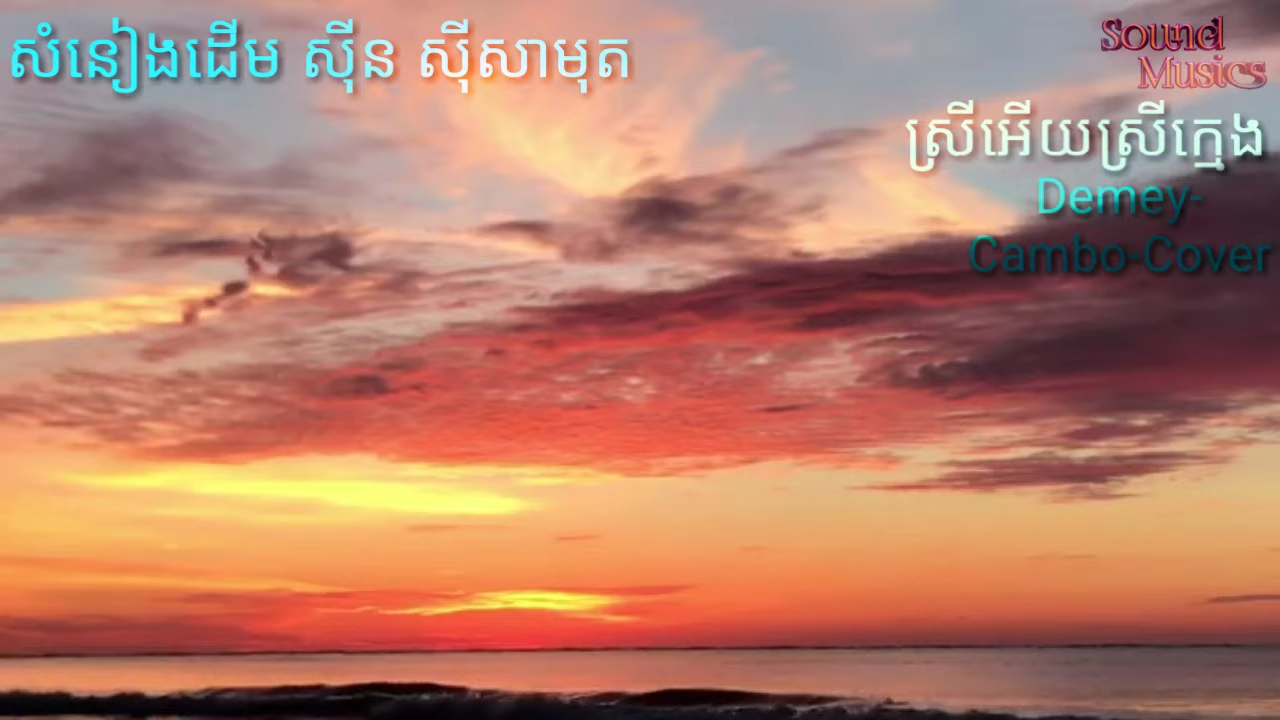 សំនៀងដើម ស៊ីន ស៊ីសាមុត
Sound
Musics
ស្រីអើយស្រីក្មេង
Demey-
Cambo-Cover